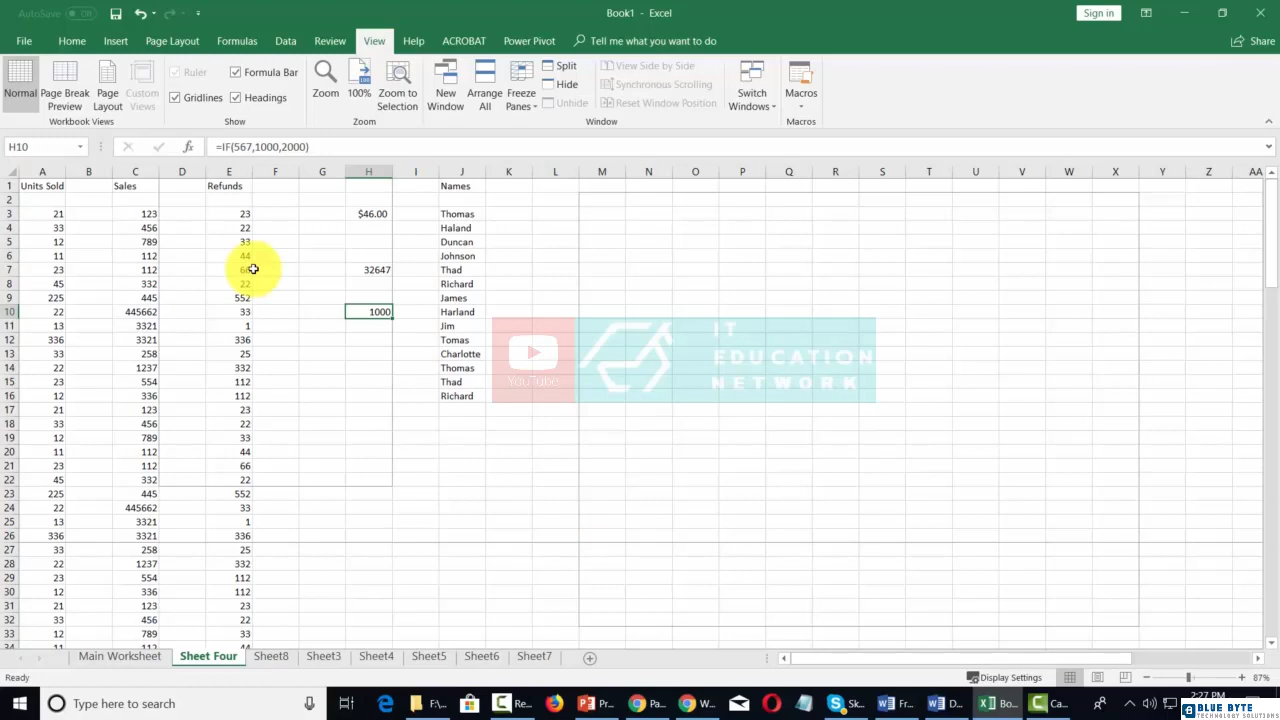 AutoSave Off
Book1 - Excel
Sign in
File Home Insert Page Layout Formulas Data Review View Help ACROBAT Power Pivot Tell me what you want to do Share
Normal Page Break Preview Page Layout Custom Views
Ruler Formula Bar
Gridlines Headings
Zoom 100% Zoom to Selection
New Window Arrange All Freeze Panes
Split
Hide
Unhide
View Side by Side
Synchronous Scrolling
Reset Window Position
Switch Windows Macros
Workbook Views Show Zoom Window Macros
H10 fx =IF(567,1000,2000)
A B C D E F G H I J K L M N O P Q R S T U V W X Y Z AA
1 Units Sold Sales Refunds Names
2
3 21 123 23 $46.00 Thomas
4 33 456 22 Haland
5 12 789 33 Duncan
6 11 112 44 Johnson
7 23 112 66 32647 Thad
8 45 332 22 Richard
9 225 445 552 James
10 22 445662 33 1000 Harland
11 13 3321 1 Jim
12 336 3321 336 Tomas
13 33 258 25 Charlotte
14 22 1237 332 Thomas
15 23 554 112 Thad
16 12 336 112 Richard
17 21 123 23
18 33 456 22
19 12 789 33
20 11 112 44
21 23 112 66
22 45 332 22
23 225 445 552
24 22 445662 33
25 13 3321 1
26 336 3321 336
27 33 258 25
28 22 1237 332
29 23 554 112
30 12 336 112
31 21 123 23
32 33 456 22
33 12 789 33
34 11 112 44
YouTube
IT
EDUCATION
NETWORK
Main Worksheet Sheet Four Sheet8 Sheet3 Sheet4 Sheet5 Sheet6 Sheet7
Ready Display Settings 87%
Type here to search F:\ Re... Pr... Pa... W... Sk... Fr... D... Bo... Ca...
2:27 PM
BLUE BYTE
TECHNOLOGY SOLUTIONS